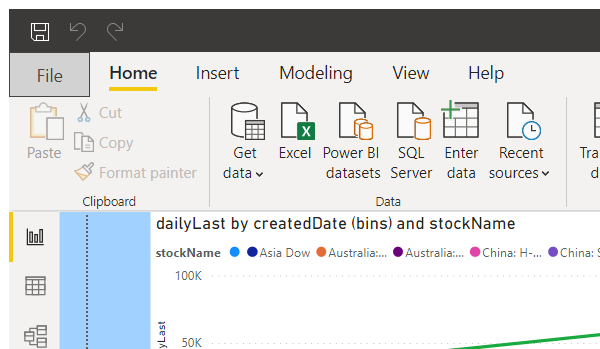 File Home Insert Modeling View Help
Paste
Cut
Copy
Format painter
Clipboard
Get data
Excel
Power BI datasets
SQL Server
Enter data
Recent sources
Data
dailyLast by createdDate (bins) and stockName
stockName Asia Dow Australia:... Australia:... China: H-... China: S
100K
50K